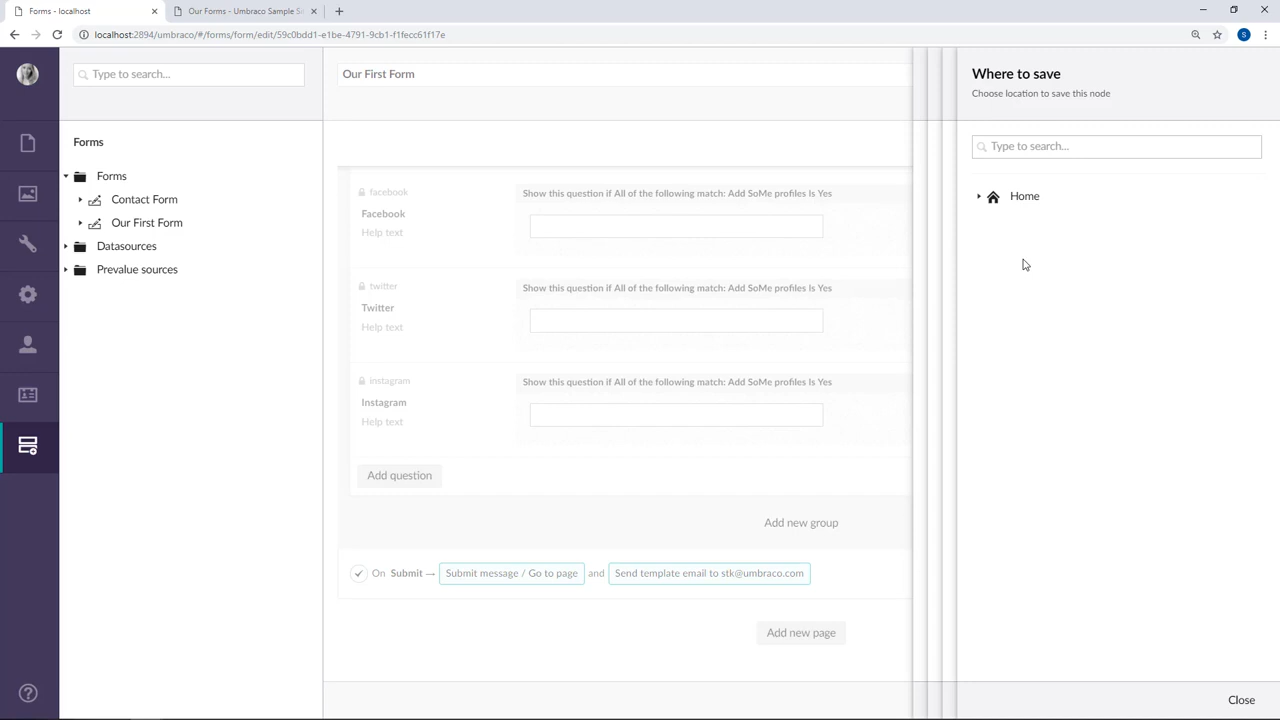 Forms - localhost
Our Forms - Umbraco Sample S
localhost:2894/umbraco/#/forms/form/edit/59c0bdd1-e1be-4791-9cb1-f1fecc61f17e
S
Type to search...
Forms
Forms
Contact Form
Our First Form
Datasources
Prevalue sources
Our First Form
facebook
Facebook
Help text
Show this question if All of the following match: Add SoMe profiles Is Yes
twitter
Twitter
Help text
Show this question if All of the following match: Add SoMe profiles Is Yes
instagram
Instagram
Help text
Show this question if All of the following match: Add SoMe profiles Is Yes
Add question
Add new group
On Submit → Submit message / Go to page and Send template email to stk@umbraco.com
Add new page
Where to save
Choose location to save this node
Type to search...
Home
Close